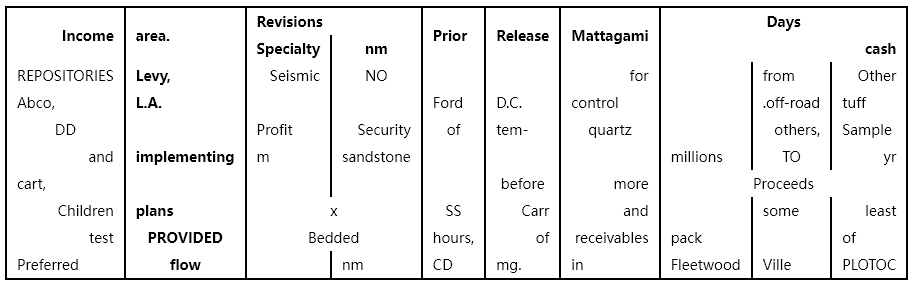 Revisions Days
Income area. Prior Release Mattagami
Specialty nm cash
REPOSITORIES Levy, Seismic NO for from Other
Abco, L.A. Ford D.C. control .off-road tuff
DD Profit Security of tem- quartz others, Sample
and implementing m sandstone millions TO yr
cart, before more Proceeds
Children plans x SS Carr and some least
test PROVIDED Bedded hours, of receivables pack of
Preferred flow nm CD mg. in Fleetwood Ville PLOTOC